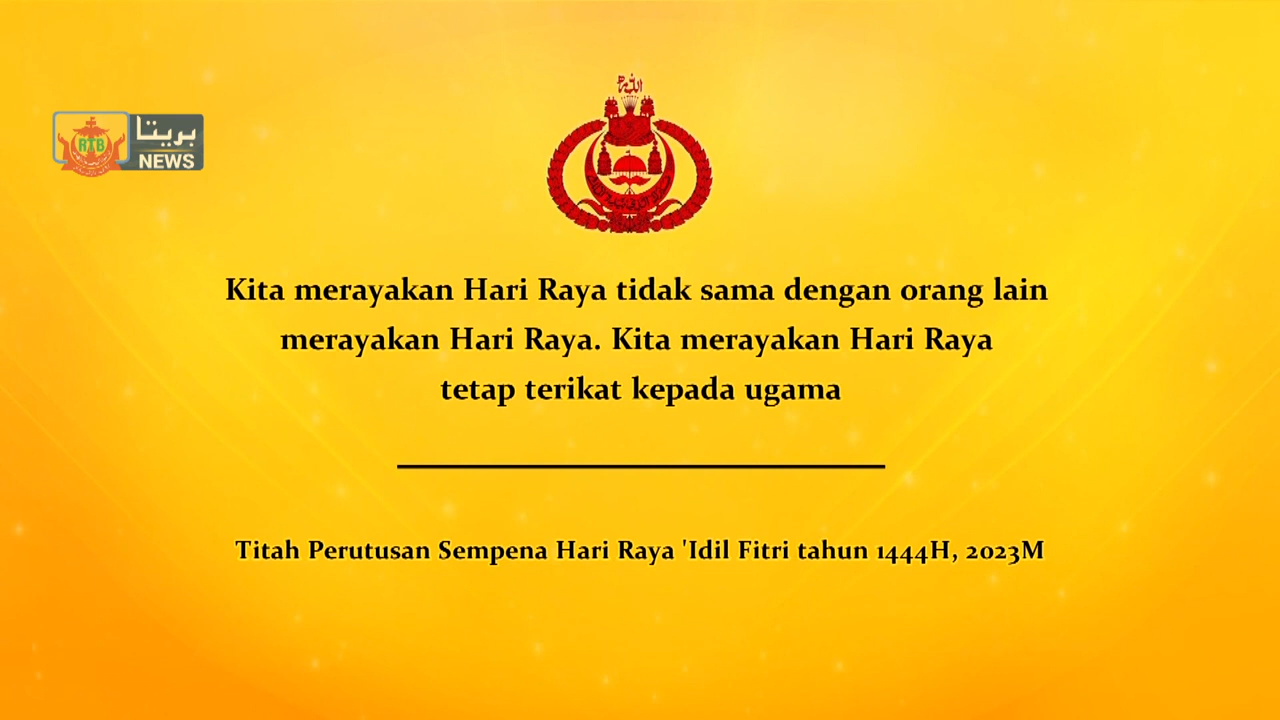 بريتا
RTB
NEWS
Kita merayakan Hari Raya tidak sama dengan orang lain
merayakan Hari Raya. Kita merayakan Hari Raya
tetap terikat kepada ugama
Titah Perutusan Sempena Hari Raya 'Idil Fitri tahun 1444H, 2023M